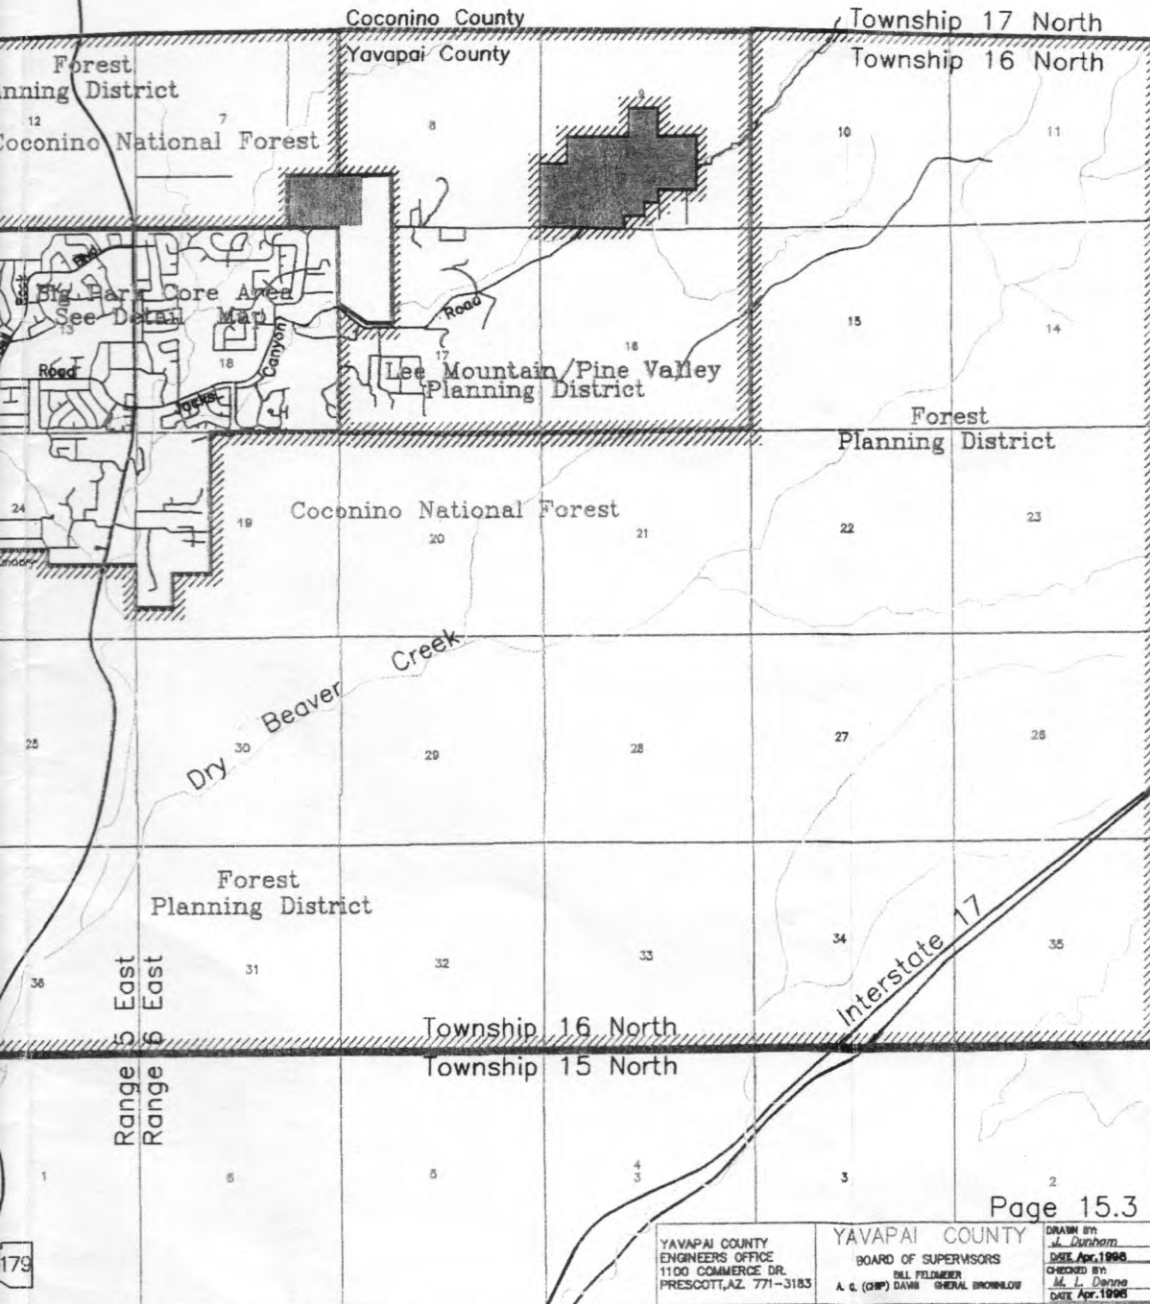 Coconino County
Yavapai County
Township 17 North
Township 16 North
Forest
nning District
Coconino National Forest
12
7
8
9
10
11
Blvd
Rock
Big Park Core Area
See Detail Map
13
18
Road
Jacks
Canyon
Road
17
16
15
14
Lee Mountain/Pine Valley
Planning District
Forest
Planning District
24
19
Coconino National Forest
20
21
22
23
Dry Beaver Creek
25
30
29
28
27
26
Forest
Planning District
36
31
32
33
34
35
Interstate 17
Range 5 East
Range 6 East
Township 16 North
Township 15 North
1
6
5
4
3
3
2
179
Page 15.3
YAVAPAI COUNTY
ENGINEERS OFFICE
1100 COMMERCE DR.
PRESCOTT,AZ. 771-3183
YAVAPAI COUNTY
BOARD OF SUPERVISORS
BILL FELDMEIER
A. G. (CHIP) DAVIS GHERAL BROWNLOW
DRAWN BY:
J. Dunham
DATE Apr.1998
CHECKED BY:
M. L. Denne
DATE Apr.1998